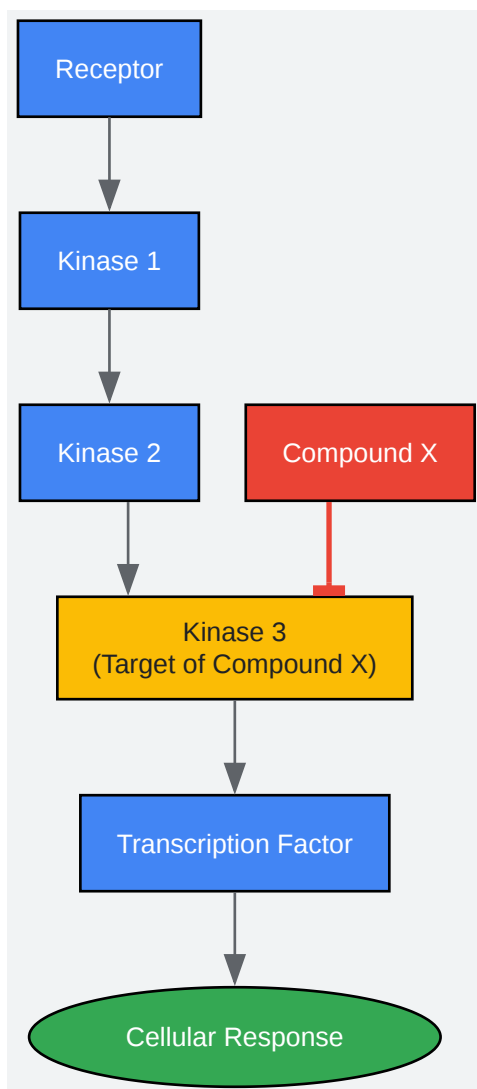 Receptor
Kinase 1
Kinase 2
Compound X
Kinase 3
(Target of Compound X)
Transcription Factor
Cellular Response